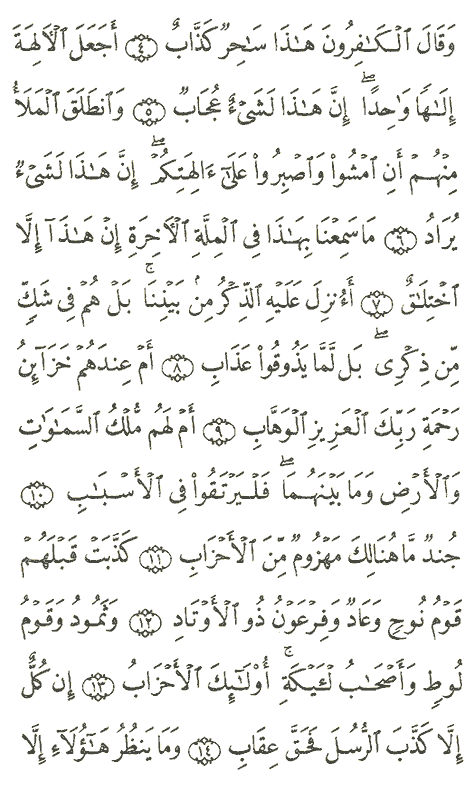 وَقَالَ ٱلْكَـٰفِرُونَ هَـٰذَا سَـٰحِرٌ كَذَّابٌ ﴿٤﴾ أَجَعَلَ ٱلْأَلِهَةَ
إِلَـٰهًا وَٰحِدًا ۖ إِنَّ هَـٰذَا لَشَىْءٌ عُجَابٌ ﴿٥﴾ وَٱنطَلَقَ ٱلْمَلَأُ
مِنْهُمْ أَنِ ٱمْشُوا۟ وَٱصْبِرُوا۟ عَلَىٰٓ ءَالِهَتِكُمْ ۖ إِنَّ هَـٰذَا لَشَىْءٌ
يُرَادُ ﴿٦﴾ مَا سَمِعْنَا بِهَـٰذَا فِى ٱلْمِلَّةِ ٱلْأَخِرَةِ إِنْ هَـٰذَآ إِلَّا
ٱخْتِلَـٰقٌ ﴿٧﴾ أَءُنزِلَ عَلَيْهِ ٱلذِّكْرُ مِنۢ بَيْنِنَا ۚ بَلْ هُمْ فِى شَكٍّ
مِّن ذِكْرِى ۖ بَل لَّمَّا يَذُوقُوا۟ عَذَابِ ﴿٨﴾ أَمْ عِندَهُمْ خَزَآئِنُ
رَحْمَةِ رَبِّكَ ٱلْعَزِيزِ ٱلْوَهَّابِ ﴿٩﴾ أَمْ لَهُم مُّلْكُ ٱلسَّمَـٰوَٰتِ
وَٱلْأَرْضِ وَمَا بَيْنَهُمَا ۖ فَلْيَرْتَقُوا۟ فِى ٱلْأَسْبَـٰبِ ﴿١٠﴾
جُندٌ مَّا هُنَالِكَ مَهْزُومٌ مِّنَ ٱلْأَحْزَابِ ﴿١١﴾ كَذَّبَتْ قَبْلَهُمْ
قَوْمُ نُوحٍ وَعَادٌ وَفِرْعَوْنُ ذُو ٱلْأَوْتَادِ ﴿١٢﴾ وَثَمُودُ وَقَوْمُ
لُوطٍ وَأَصْحَـٰبُ لْـَٔيْكَةِ ۚ أُو۟لَـٰٓئِكَ ٱلْأَحْزَابُ ﴿١٣﴾ إِن كُلٌّ
إِلَّا كَذَّبَ ٱلرُّسُلَ فَحَقَّ عِقَابِ ﴿١٤﴾ وَمَا يَنظُرُ هَـٰٓؤُلَآءِ إِلَّا